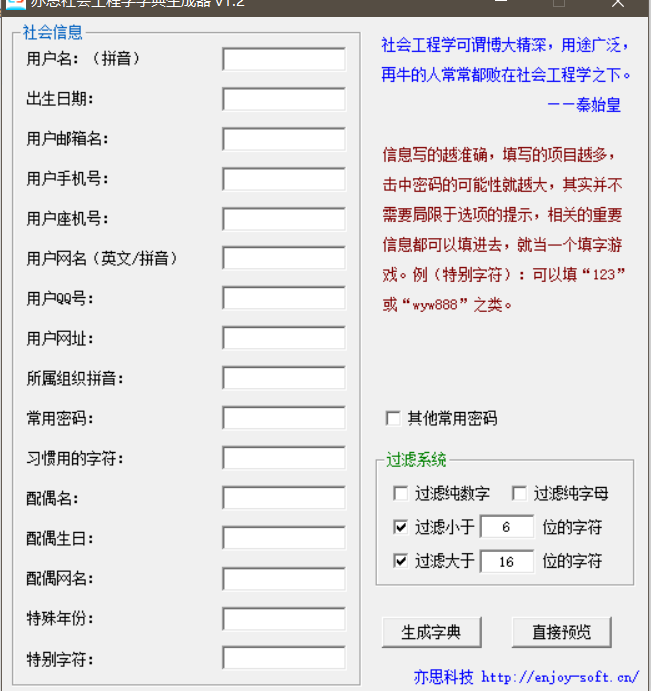 亦思社会工程学字典生成器 V1.2
社会信息
用户名：（拼音）
出生日期：
用户邮箱名：
用户手机号：
用户座机号：
用户网名（英文/拼音）
用户QQ号：
用户网址：
所属组织拼音：
常用密码：
习惯用的字符：
配偶名：
配偶生日：
配偶网名：
特殊年份：
特别字符：
社会工程学可谓博大精深，用途广泛，
再牛的人常常都败在社会工程学之下。
——秦始皇
信息写的越准确，填写的项目越多，
击中密码的可能性就越大，其实并不
需要局限于选项的提示，相关的重要
信息都可以填进去，就当一个填字游
戏。例（特别字符）：可以填“123”
或“wyw888”之类。
其他常用密码
过滤系统
过滤纯数字 过滤纯字母
过滤小于 6 位的字符
过滤大于 16 位的字符
生成字典 直接预览
亦思科技 http://enjoy-soft.cn/